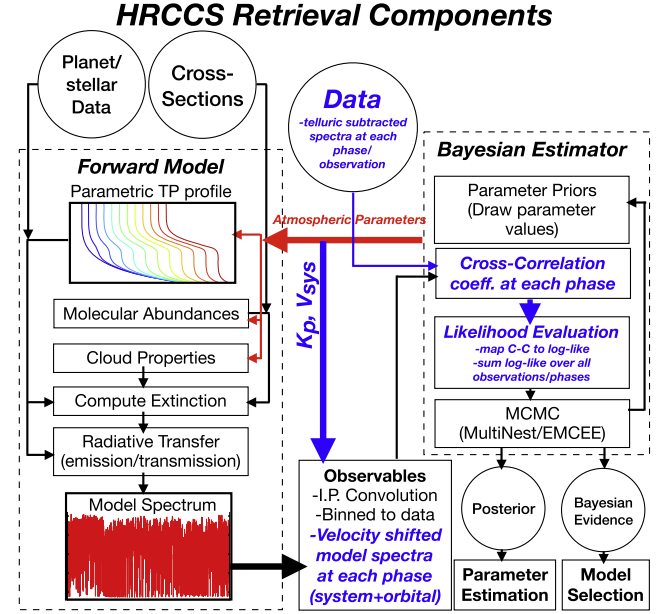 HRCCS Retrieval Components
Planet/
stellar
Data
Cross-
Sections
Data
-telluric subtracted
spectra at each
phase/
observation
Forward Model
Parametric TP profile
Molecular Abundances
Cloud Properties
Compute Extinction
Radiative Transfer
(emission/transmission)
Model Spectrum
Atmospheric Parameters
Kp, Vsys
Bayesian Estimator
Parameter Priors
(Draw parameter
values)
Cross-Correlation
coeff. at each phase
Likelihood Evaluation
-map C-C to log-like
-sum log-like over all
observations/phases
MCMC
(MultiNest/EMCEE)
Observables
-I.P. Convolution
-Binned to data
-Velocity shifted
model spectra
at each phase
(system+orbital)
Posterior
Bayesian
Evidence
Parameter
Estimation
Model
Selection